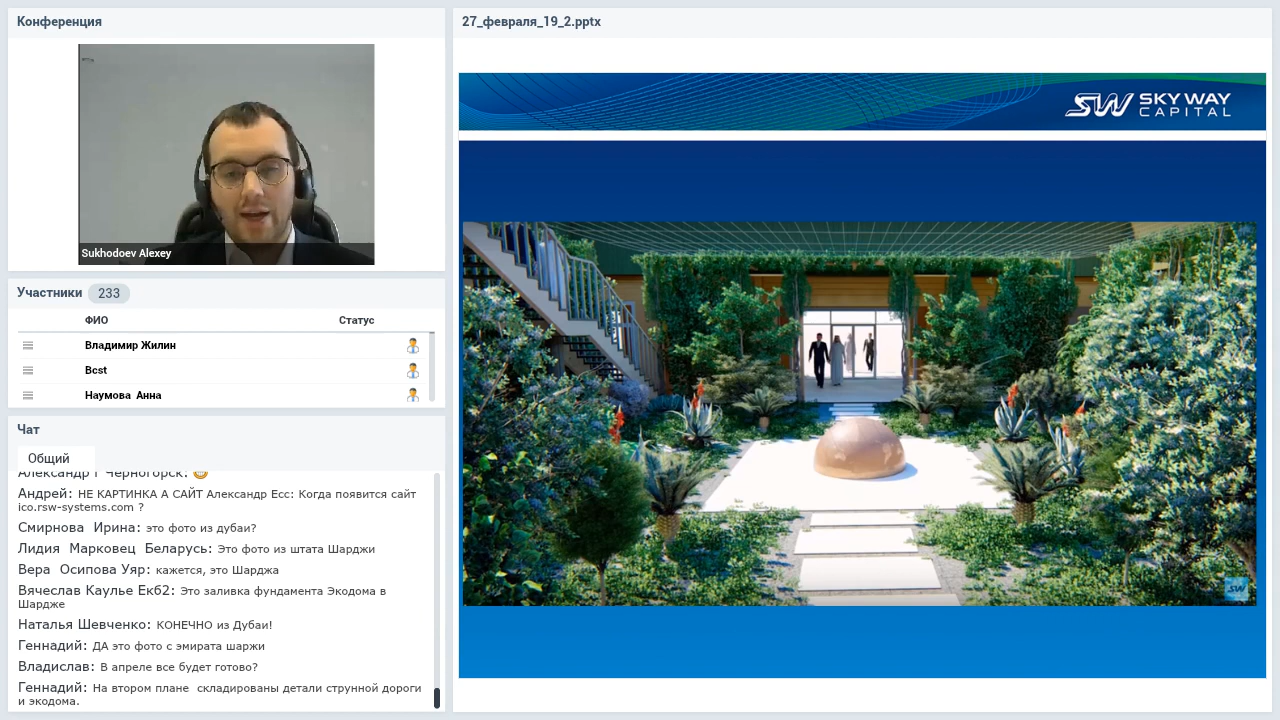 Конференция
Sukhodoev Alexey
Участники 233
ФИО Статус
Владимир Жилин
Bcst
Наумова Анна
Чат
Общий
Александр г Черногорск:
Андрей: НЕ КАРТИНКА А САЙТ Александр Есс: Когда появится сайт
ico.rsw-systems.com ?
Смирнова Ирина: это фото из дубаи?
Лидия Марковец Беларусь: Это фото из штата Шарджи
Вера Осипова Уяр: кажется, это Шарджа
Вячеслав Каулье Екб2: Это заливка фундамента Экодома в
Шардже
Наталья Шевченко: КОНЕЧНО из Дубаи!
Геннадий: ДА это фото с эмирата шаржи
Владислав: В апреле все будет готово?
Геннадий: На втором плане складированы детали струнной дороги
и экодома.
27_февраля_19_2.pptx
SW SKY WAY
CAPITAL
SW